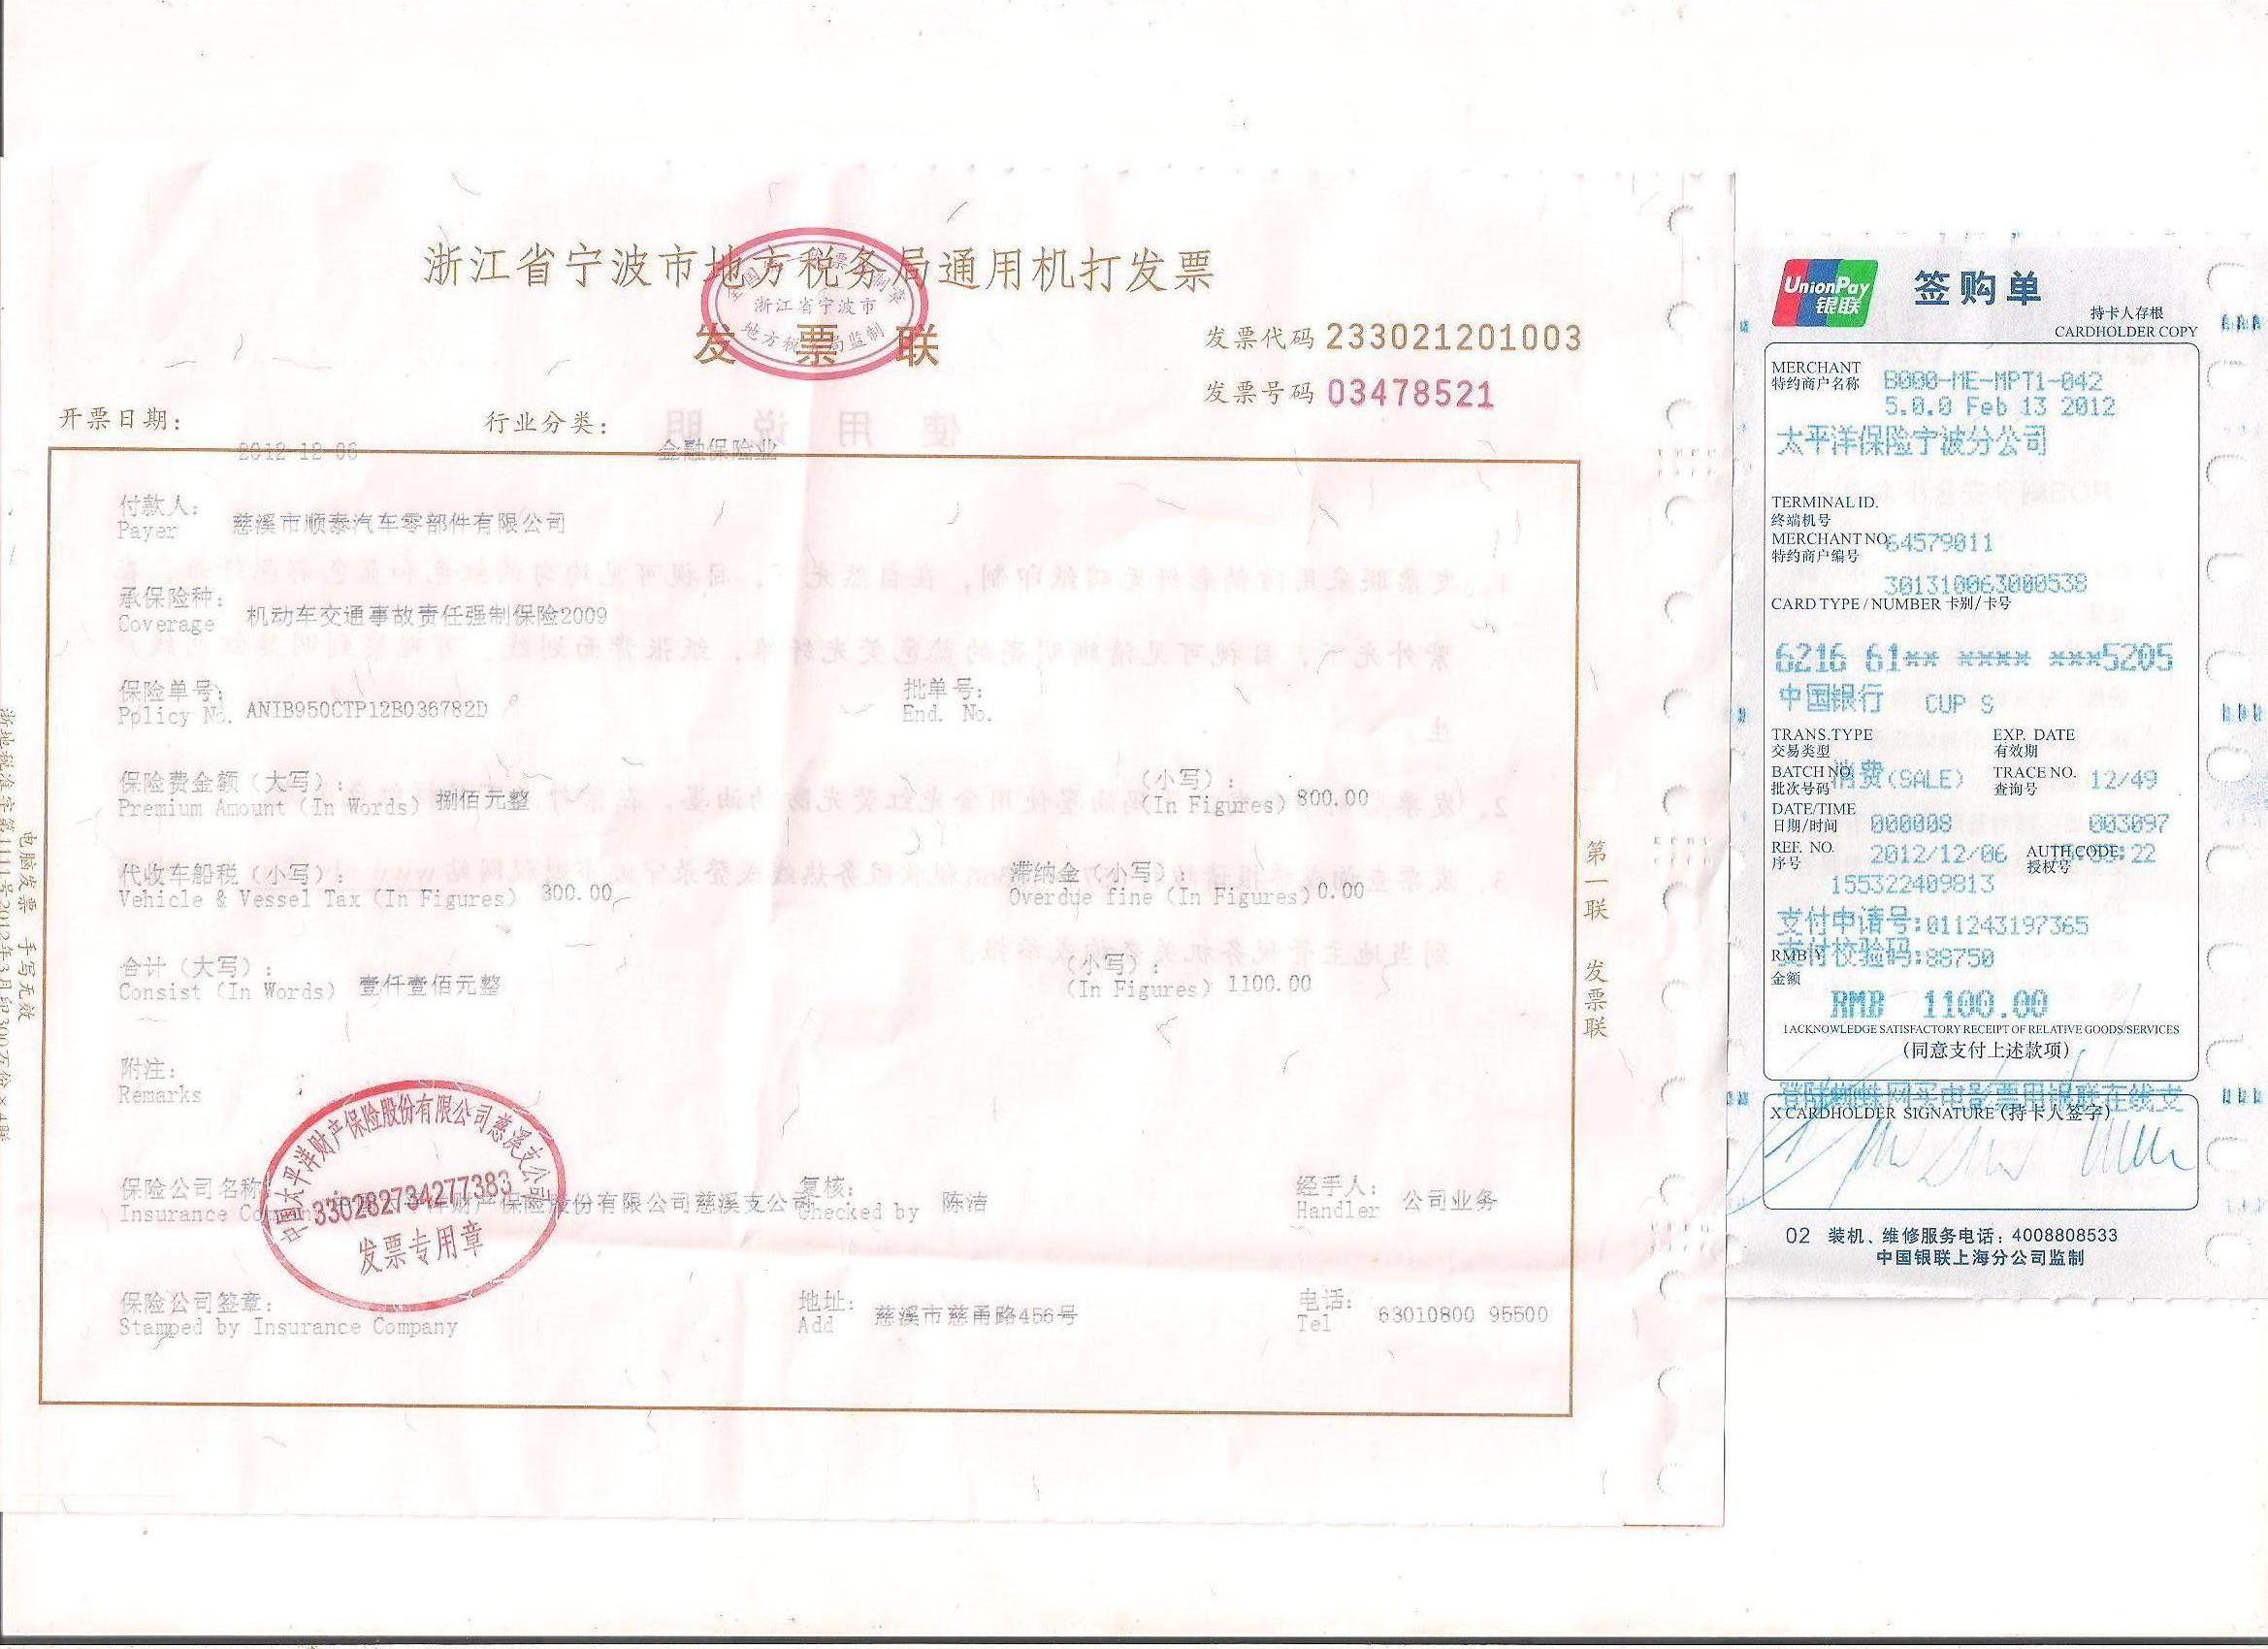 浙江省宁波市地方税务局通用机打发票
发票联
浙江省宁波市
发票代码 233021201003
发票号码 03478521
开票日期：
2012-12-06
行业分类：
金融保险业
付款人：
Payer
慈溪市顺泰汽车零部件有限公司
承保险种：
Coverage
机动车交通事故责任强制保险2009
保险单号：
Pplicy No. ANIB950CTP12B036782D
批单号：
End. No.
保险费金额（大写）：
Premium Amount (In Words) 捌佰元整
（小写）：
(In Figures) 800.00
代收车船税（小写）：
Vehicle & Vessel Tax (In Figures) 300.00
滞纳金（小写）：
Overdue fine (In Figures) 0.00
合计（大写）：
Consist (In Words) 壹仟壹佰元整
（小写）：
(In Figures) 1100.00
附注：
Remarks
保险公司名称
Insurance 
财产保险股份有限公司慈溪支公司
中国太平洋财产保险股份有限公司慈溪支公司
330282734277383
发票专用章
复核：
Checked by 陈洁
经手人：
Handler 公司业务
保险公司签章：
Stamped by Insurance Company
地址：
Add 慈溪市慈甬路456号
电话：
Tel 63010800 95500
第一联 发票联
电脑发票 手写无效
UnionPay
银联
签购单
持卡人存根
CARDHOLDER COPY
MERCHANT
特约商户名称
B000-ME-MPT1-042
5.0.0 Feb 13 2012
太平洋保险宁波分公司
TERMINAL ID.
终端机号
MERCHANT NO.
特约商户编号
64579011
301310063000538
CARD TYPE / NUMBER 卡别/卡号
6216 61** **** ***5205
中国银行 CUP S
TRANS.TYPE
交易类型
EXP. DATE
有效期
BATCH NO.
批次号码
消费(SALE)
TRACE NO.
查询号
12/49
DATE/TIME
日期/时间
000008
003097
REF. NO.
序号
2012/12/06
AUTH.CODE
授权号
:22
155322409813
支付申请号:011243197365
支付校验码:88750
RMB ¥
金额
RMB 1100.00
I ACKNOWLEDGE SATISFACTORY RECEIPT OF RELATIVE GOODS/SERVICES
(同意支付上述款项)
登陆蜘蛛网买电影票用银联在线支
X CARDHOLDER SIGNATURE (持卡人签字)
02 装机、维修服务电话：4008808533
中国银联上海分公司监制